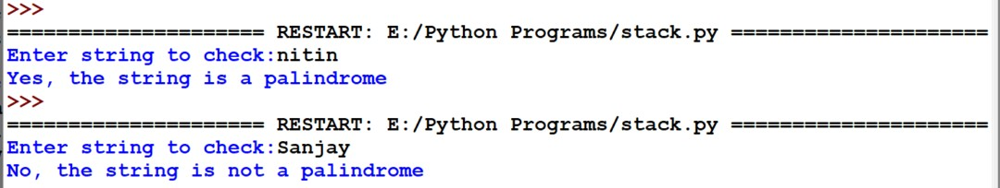 >>>
===================== RESTART: E:/Python Programs/stack.py =====================
Enter string to check:nitin
Yes, the string is a palindrome
>>>
===================== RESTART: E:/Python Programs/stack.py =====================
Enter string to check:Sanjay
No, the string is not a palindrome